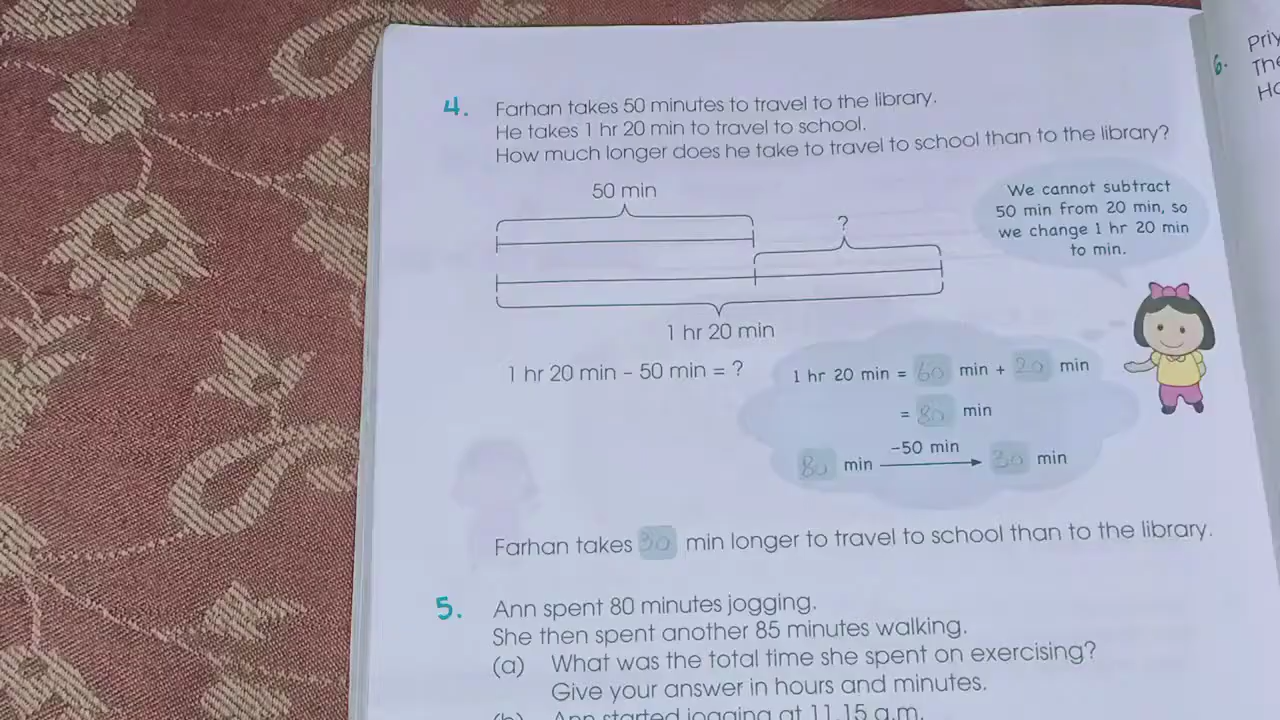 4. Farhan takes 50 minutes to travel to the library.
He takes 1 hr 20 min to travel to school.
How much longer does he take to travel to school than to the library?
50 min
?
1 hr 20 min
We cannot subtract
50 min from 20 min, so
we change 1 hr 20 min
to min.
1 hr 20 min – 50 min = ?
1 hr 20 min = 60 min + 20 min
= 80 min
–50 min
80 min 30 min
Farhan takes 30 min longer to travel to school than to the library.
5. Ann spent 80 minutes jogging.
She then spent another 85 minutes walking.
(a) What was the total time she spent on exercising?
Give your answer in hours and minutes.
(b) Ann started jogging at 11.15 a.m.
6.